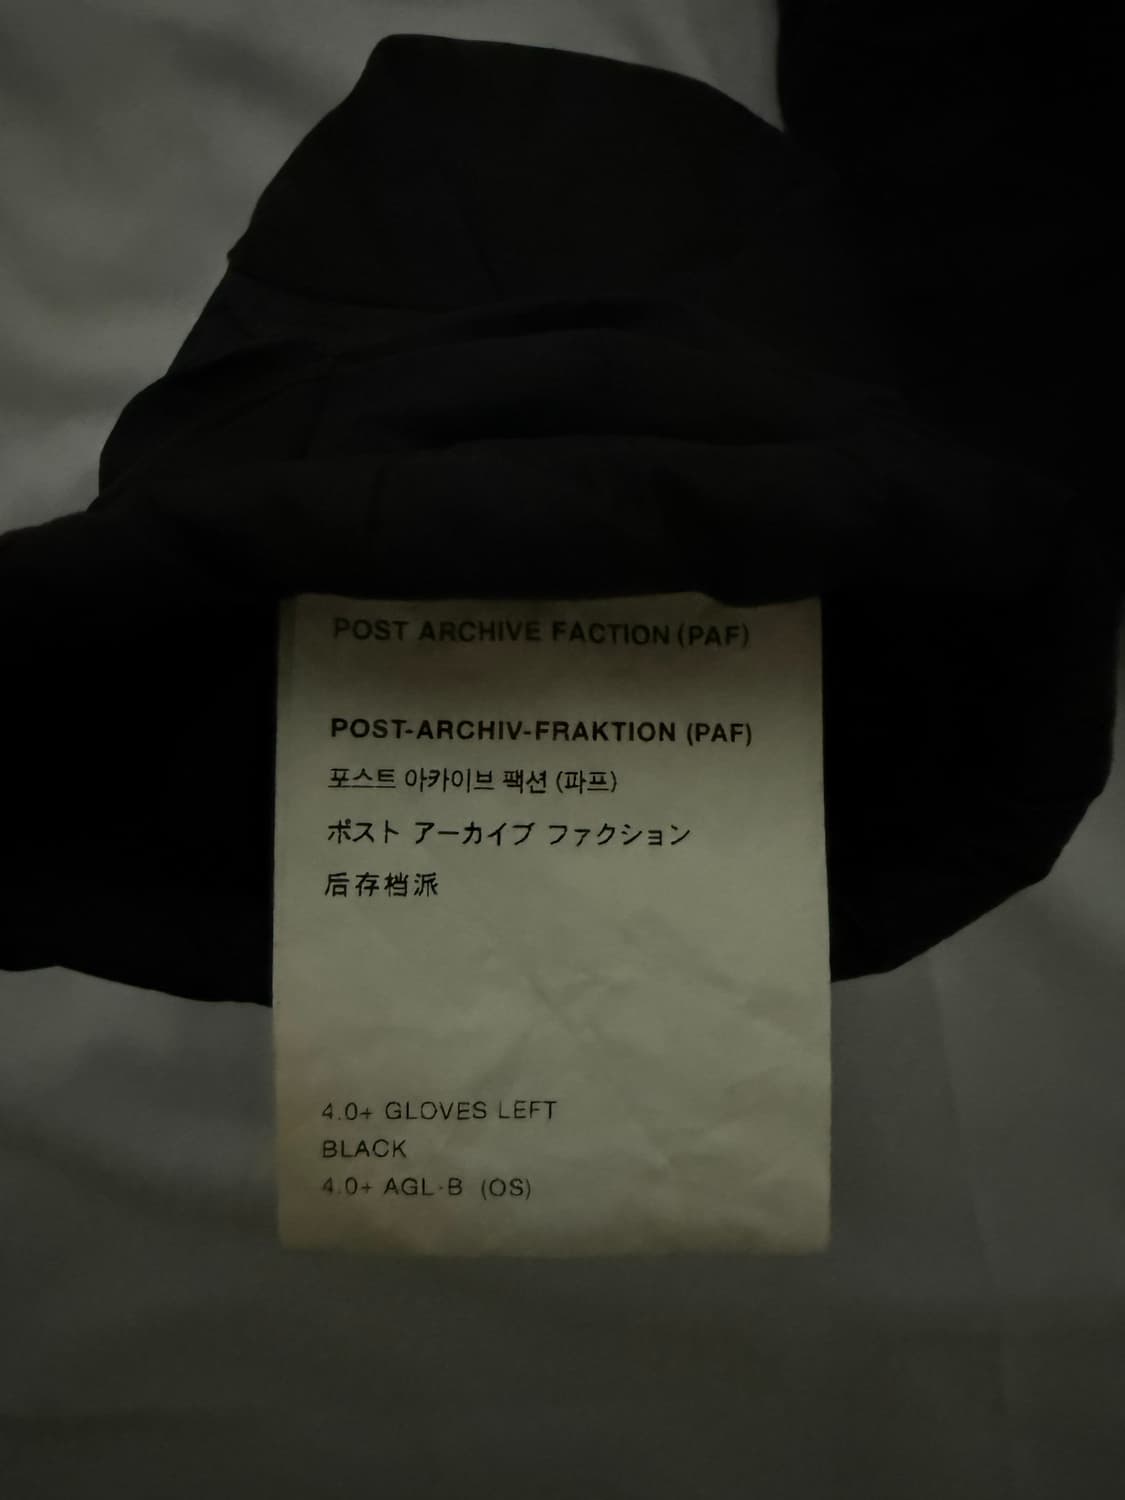 POST ARCHIVE FACTION (PAF)
POST-ARCHIV-FRAKTION (PAF)
포스트 아카이브 팩션 (파프)
ポスト アーカイブ ファクション
后存档派
4.0+ GLOVES LEFT
BLACK
4.0+ AGL-B (OS)